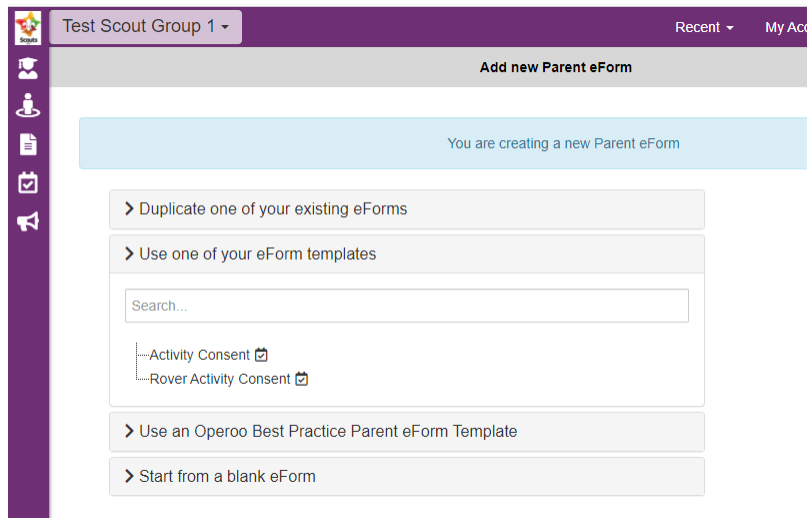 Scouts
Test Scout Group 1
Recent
My Acc
Add new Parent eForm
You are creating a new Parent eForm
Duplicate one of your existing eForms
Use one of your eForm templates
Search...
Activity Consent
Rover Activity Consent
Use an Operoo Best Practice Parent eForm Template
Start from a blank eForm